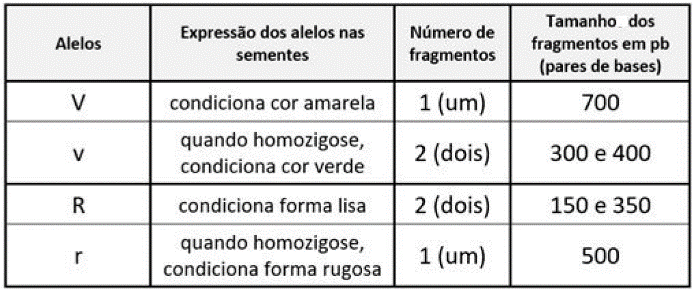 Alelos
Expressão dos alelos nas
sementes
Número de
fragmentos
Tamanho dos
fragmentos em pb
(pares de bases)
V
condiciona cor amarela
1 (um)
700
v
quando homozigose,
condiciona cor verde
2 (dois)
300 e 400
R
condiciona forma lisa
2 (dois)
150 e 350
r
quando homozigose,
condiciona forma rugosa
1 (um)
500